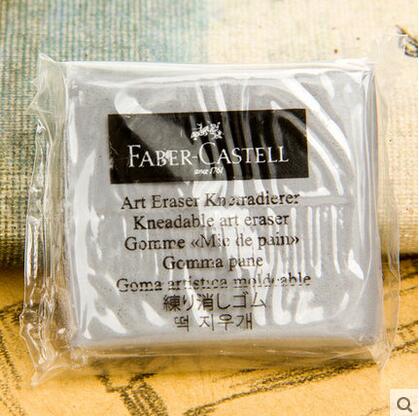 FABER-CASTELL
since 1761
Art Eraser Knetradierer
Kneadable art eraser
Gomme «Mie de pain»
Gomma pane
Goma artistica moldeable
練り消しゴム
떡 지우개